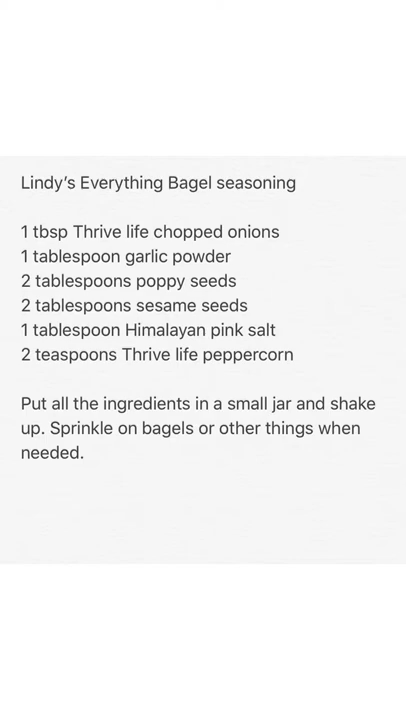 Lindy's Everything Bagel seasoning
1 tbsp Thrive life chopped onions
1 tablespoon garlic powder
2 tablespoons poppy seeds
2 tablespoons sesame seeds
1 tablespoon Himalayan pink salt
2 teaspoons Thrive life peppercorn
Put all the ingredients in a small jar and shake
up. Sprinkle on bagels or other things when
needed.